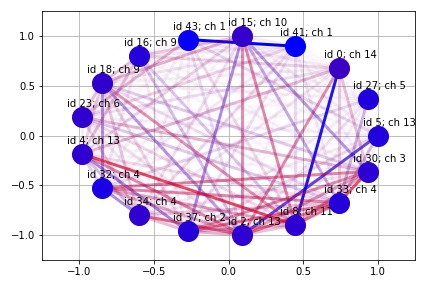 id 15; ch 10
id 43; ch 1
id 41; ch 1
id 16; ch 9
id 0; ch 14
id 18; ch 9
id 27; ch 5
id 23; ch 6
id 5; ch 13
id 4; ch 13
id 30; ch 3
id 32; ch 4
id 33; ch 4
id 34; ch 4
id 8; ch 11
id 37; ch 2
id 2; ch 13
1.0
0.5
0.0
−0.5
−1.0
−1.0
−0.5
0.0
0.5
1.0